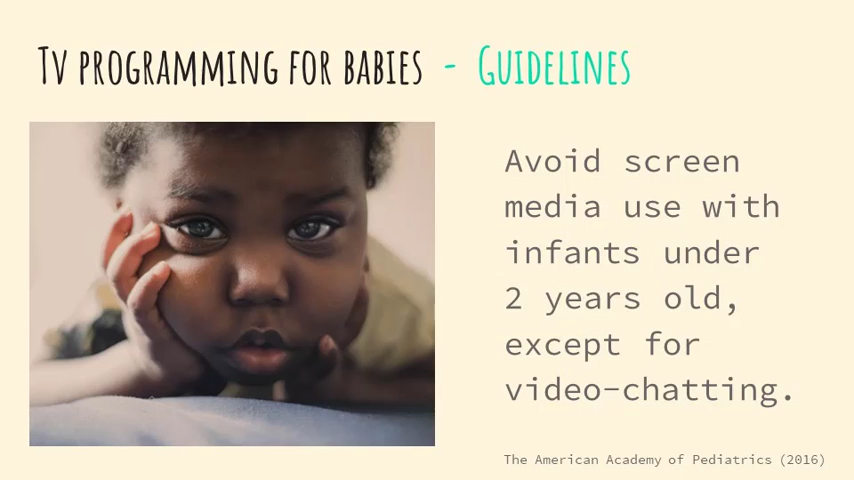 TV programming for babies - Guidelines
Avoid screen
media use with
infants under
2 years old,
except for
video-chatting.
The American Academy of Pediatrics (2016)